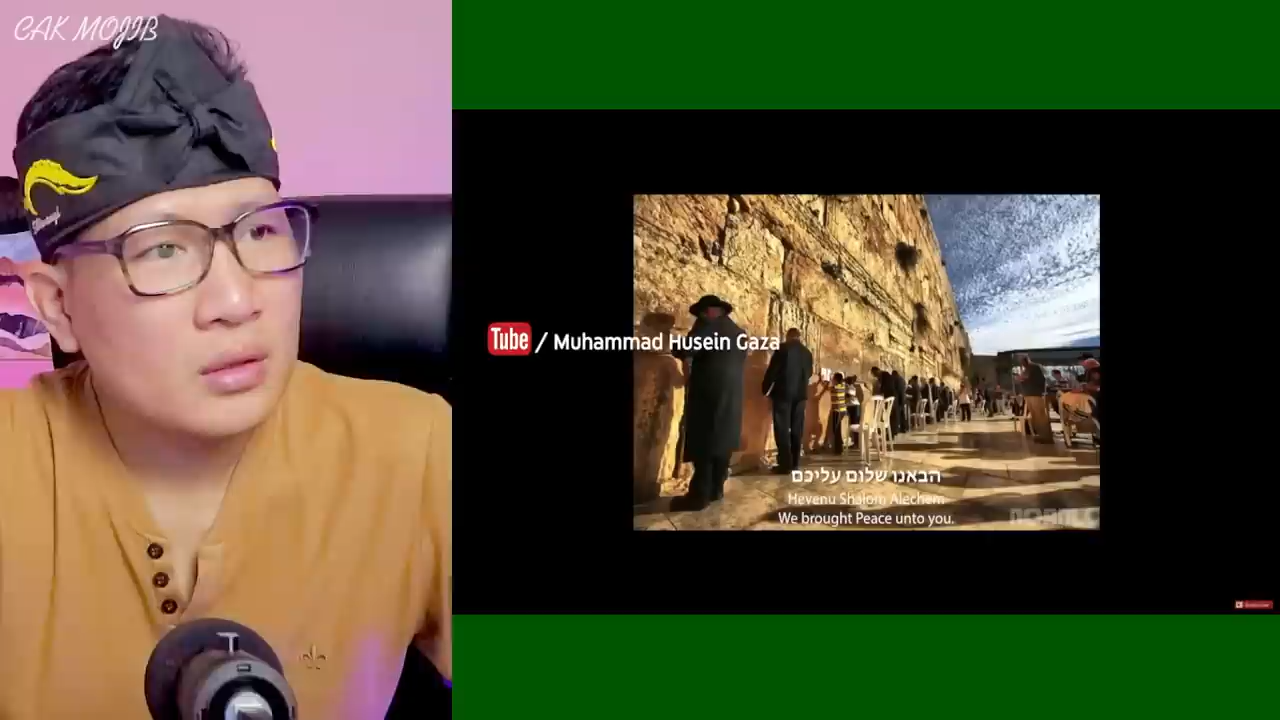 CAK MOJIB
Tube / Muhammad Husein Gaza
הבאנו שלום עליכם
Hevenu Shalom Alechem
We brought Peace unto you.